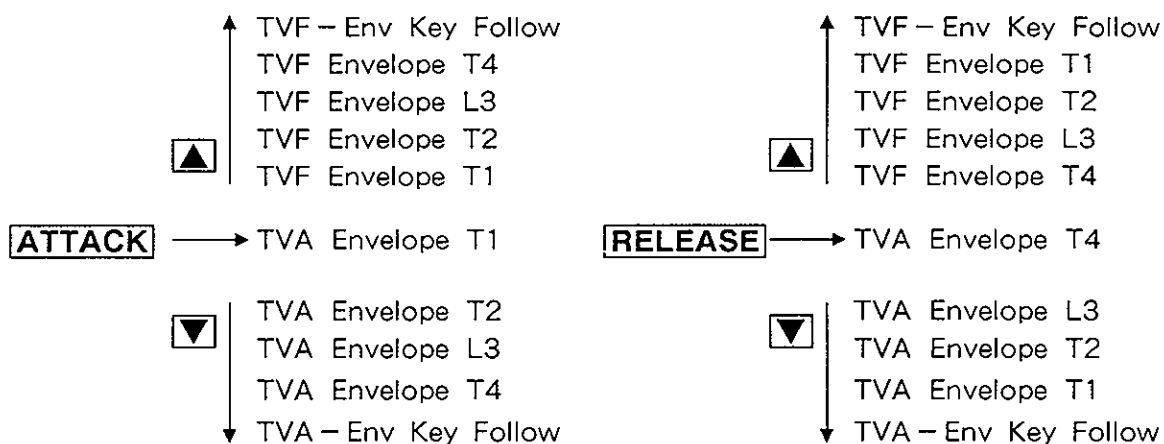 TVF – Env Key Follow
TVF Envelope T4
TVF Envelope L3
TVF Envelope T2
TVF Envelope T1
ATTACK
TVA Envelope T1
TVA Envelope T2
TVA Envelope L3
TVA Envelope T4
TVA – Env Key Follow
TVF – Env Key Follow
TVF Envelope T1
TVF Envelope T2
TVF Envelope L3
TVF Envelope T4
RELEASE
TVA Envelope T4
TVA Envelope L3
TVA Envelope T2
TVA Envelope T1
TVA – Env Key Follow